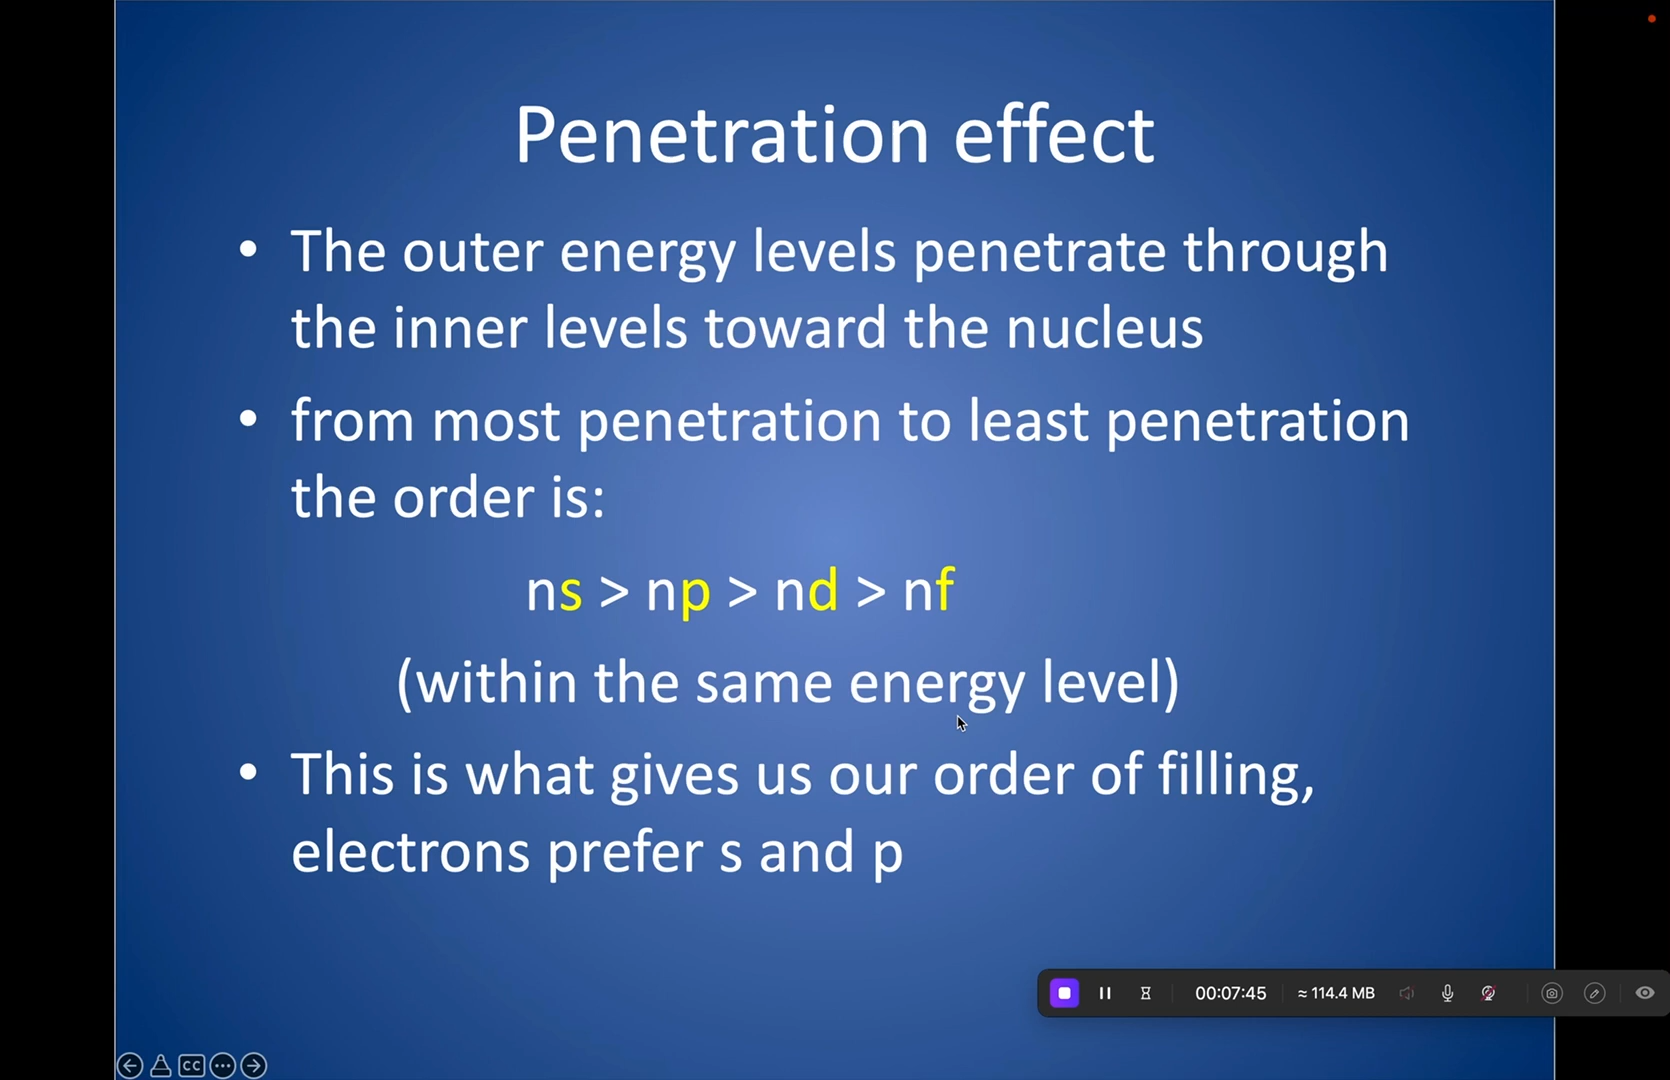 Penetration effect
• The outer energy levels penetrate through
the inner levels toward the nucleus
• from most penetration to least penetration
the order is:
ns > np > nd > nf
(within the same energy level)
• This is what gives us our order of filling,
electrons prefer s and p
00:07:45 ≈ 114.4 MB
CC